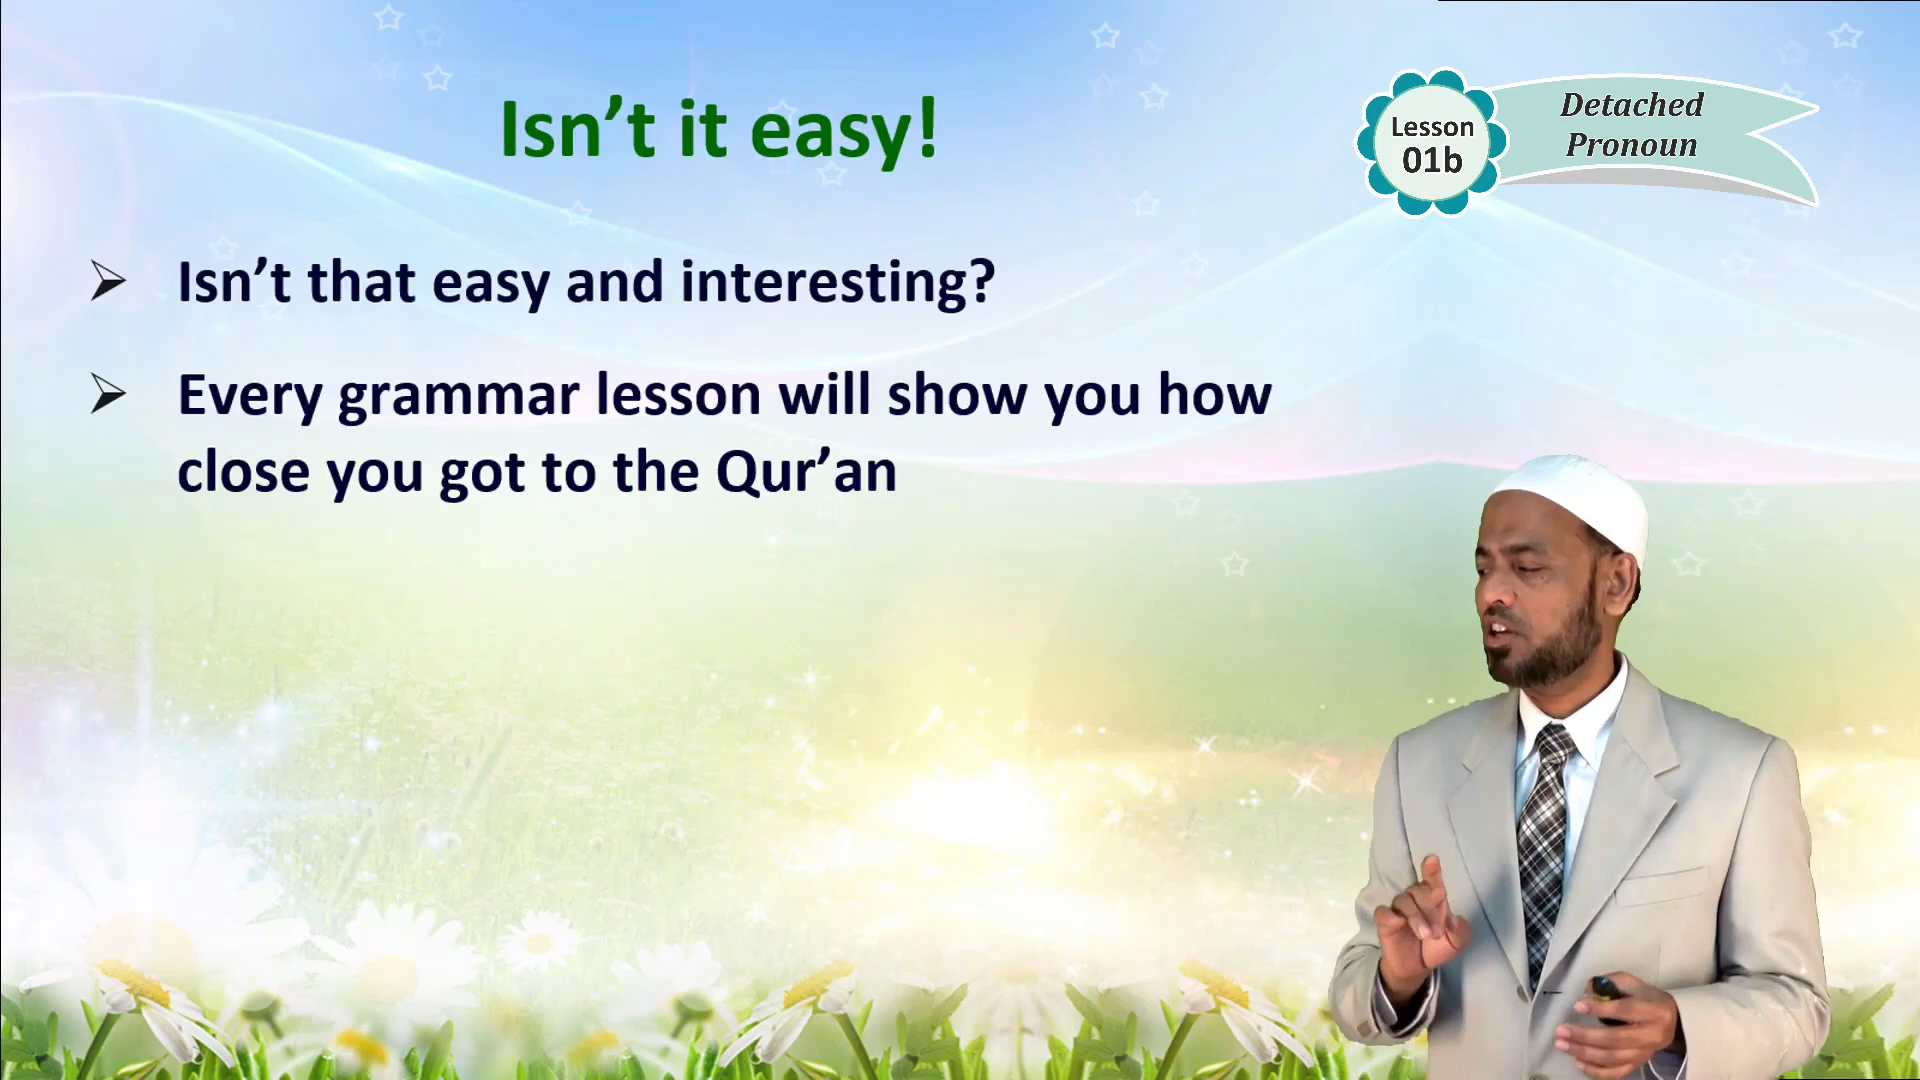 Isn’t it easy!
Lesson
01b
Detached
Pronoun
Isn’t that easy and interesting?
Every grammar lesson will show you how
close you got to the Qur’an